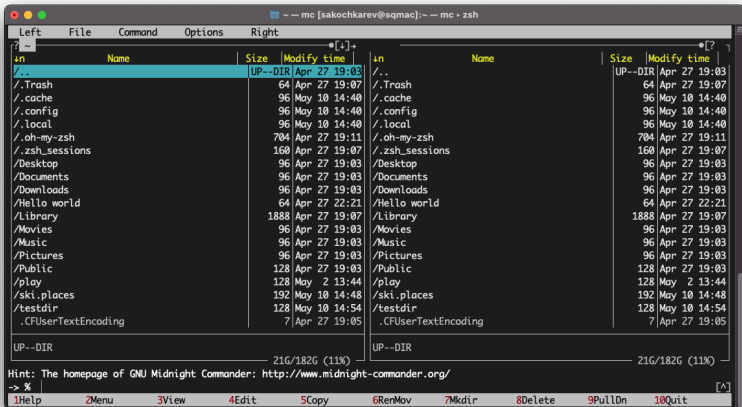 ~ — mc [sakochkarev@sqmac]:~ — mc ▸ zsh
Left File Command Options Right
~ [↓] [?
↓n Name Size Modify time ↓n Name Size Modify time
/.. UP--DIR Apr 27 19:03 /.. UP--DIR Apr 27 19:03
/.Trash 64 Apr 27 19:07 /.Trash 64 Apr 27 19:07
/.cache 96 May 10 14:40 /.cache 96 May 10 14:40
/.config 96 May 10 14:40 /.config 96 May 10 14:40
/.local 96 May 10 14:40 /.local 96 May 10 14:40
/.oh-my-zsh 704 Apr 27 19:11 /.oh-my-zsh 704 Apr 27 19:11
/.zsh_sessions 160 Apr 27 19:07 /.zsh_sessions 160 Apr 27 19:07
/Desktop 96 Apr 27 19:03 /Desktop 96 Apr 27 19:03
/Documents 96 Apr 27 19:03 /Documents 96 Apr 27 19:03
/Downloads 96 Apr 27 19:03 /Downloads 96 Apr 27 19:03
/Hello world 64 Apr 27 22:21 /Hello world 64 Apr 27 22:21
/Library 1888 Apr 27 19:07 /Library 1888 Apr 27 19:07
/Movies 96 Apr 27 19:03 /Movies 96 Apr 27 19:03
/Music 96 Apr 27 19:03 /Music 96 Apr 27 19:03
/Pictures 96 Apr 27 19:03 /Pictures 96 Apr 27 19:03
/Public 128 Apr 27 19:03 /Public 128 Apr 27 19:03
/play 128 May 2 13:44 /play 128 May 2 13:44
/ski.places 192 May 10 14:48 /ski.places 192 May 10 14:48
/testdir 128 May 10 14:54 /testdir 128 May 10 14:54
.CFUserTextEncoding 7 Apr 27 19:05 .CFUserTextEncoding 7 Apr 27 19:05
UP--DIR UP--DIR
21G/182G (11%) 21G/182G (11%)
Hint: The homepage of GNU Midnight Commander: http://www.midnight-commander.org/
-> % [^]
1Help 2Menu 3View 4Edit 5Copy 6RenMov 7Mkdir 8Delete 9PullDn 10Quit